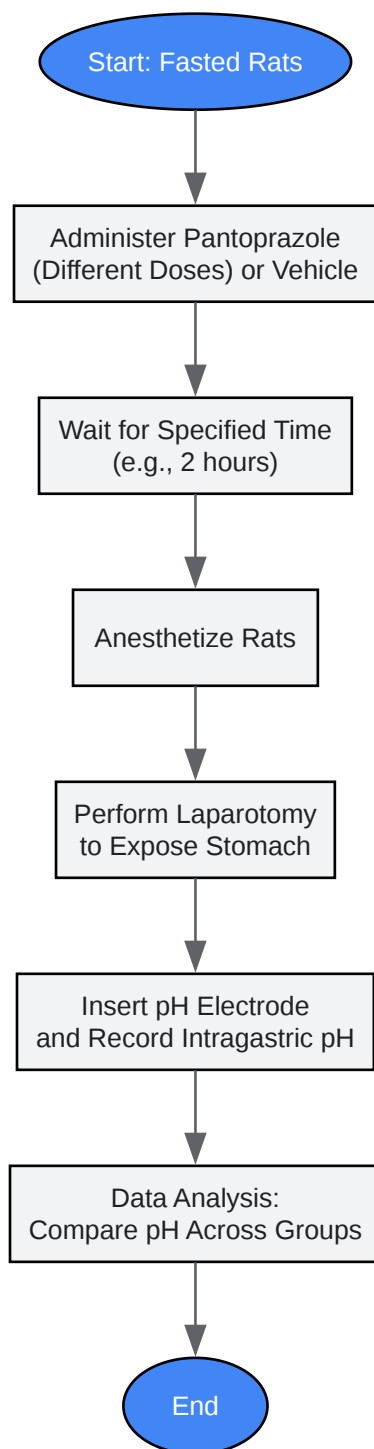 Start: Fasted Rats
Administer Pantoprazole
(Different Doses) or Vehicle
Wait for Specified Time
(e.g., 2 hours)
Anesthetize Rats
Perform Laparotomy
to Expose Stomach
Insert pH Electrode
and Record Intragastric pH
Data Analysis:
Compare pH Across Groups
End